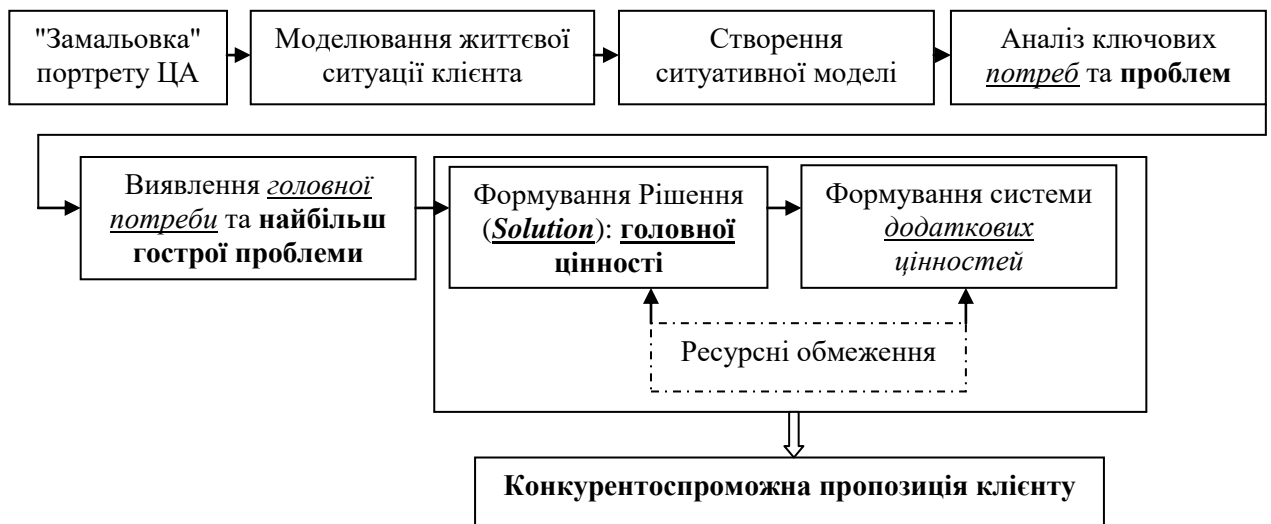 "Замальовка"
портрету ЦА
Моделювання життєвої
ситуації клієнта
Створення
ситуативної моделі
Аналіз ключових
потреб та проблем
Виявлення головної
потреби та найбільш
гострої проблеми
Формування Рішення
(Solution): головної
цінності
Формування системи
додаткових
цінностей
Ресурсні обмеження
Конкурентоспроможна пропозиція клієнту